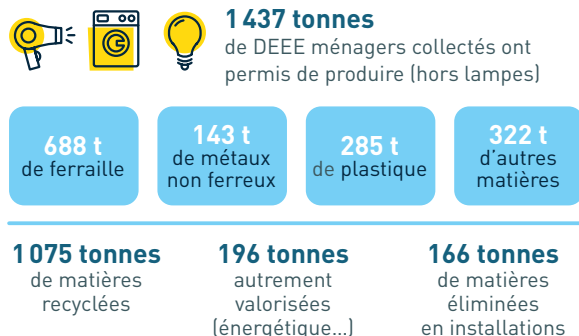 1 437 tonnes
de DEEE ménagers collectés ont
permis de produire (hors lampes)
688 t
de ferraille
143 t
de métaux
non ferreux
285 t
de plastique
322 t
d'autres
matières
1 075 tonnes
de matières
recyclées
196 tonnes
autrement
valorisées
(énergétique...)
166 tonnes
de matières
éliminées
en installations